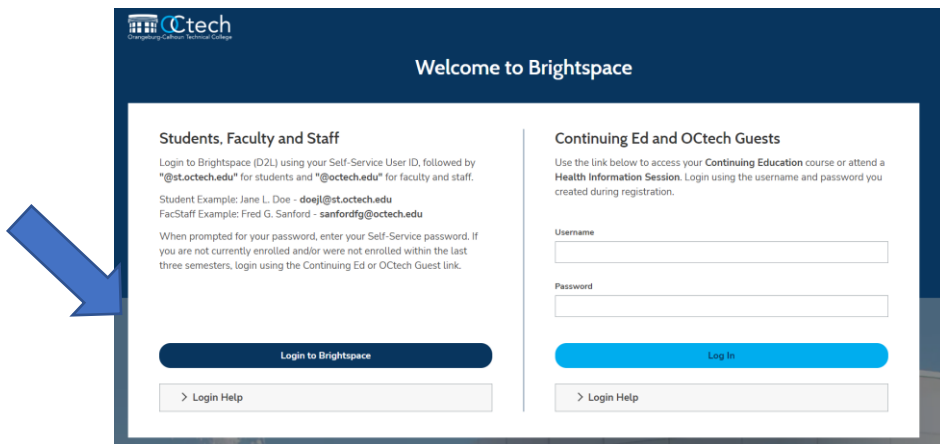 OCtech
Orangeburg-Calhoun Technical College
Welcome to Brightspace
Students, Faculty and Staff
Login to Brightspace (D2L) using your Self-Service User ID, followed by
"@st.octech.edu" for students and "@octech.edu" for faculty and staff.
Student Example: Jane L. Doe - doejl@st.octech.edu
FacStaff Example: Fred G. Sanford - sanfordfg@octech.edu
When prompted for your password, enter your Self-Service password. If
you are not currently enrolled and/or were not enrolled within the last
three semesters, login using the Continuing Ed or OCtech Guest link.
Login to Brightspace
> Login Help
Continuing Ed and OCtech Guests
Use the link below to access your Continuing Education course or attend a
Health Information Session. Login using the username and password you
created during registration.
Username
Password
Log In
> Login Help